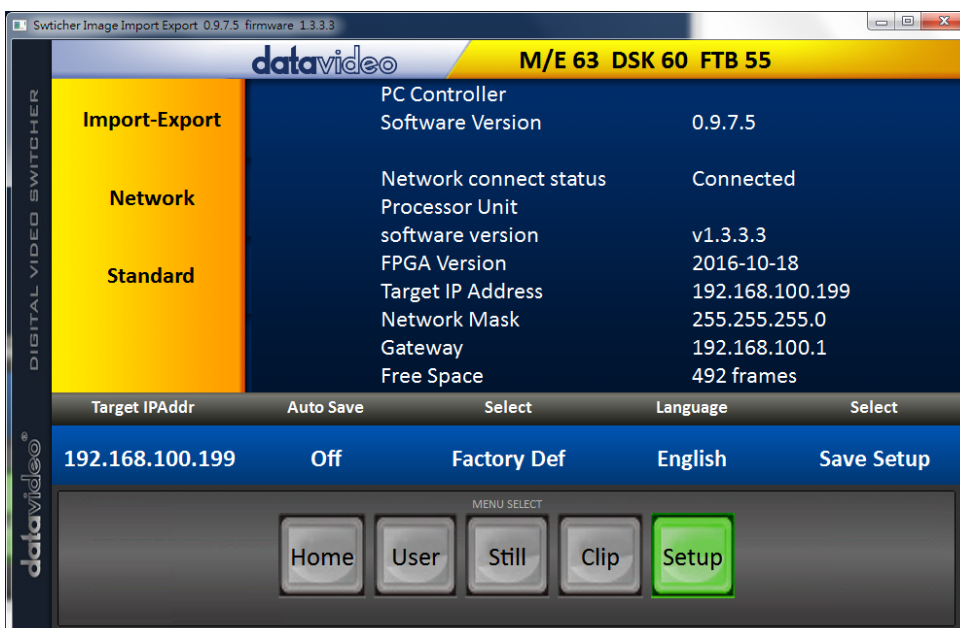 Swticher Image Import Export 0.9.7.5 firmware 1.3.3.3
datavideo M/E 63 DSK 60 FTB 55
DIGITAL VIDEO SWITCHER
datavideo®
Import-Export
Network
Standard
PC Controller
Software Version 0.9.7.5
Network connect status Connected
Processor Unit
software version v1.3.3.3
FPGA Version 2016-10-18
Target IP Address 192.168.100.199
Network Mask 255.255.255.0
Gateway 192.168.100.1
Free Space 492 frames
Target IPAddr Auto Save Select Language Select
192.168.100.199 Off Factory Def English Save Setup
MENU SELECT
Home User Still Clip Setup